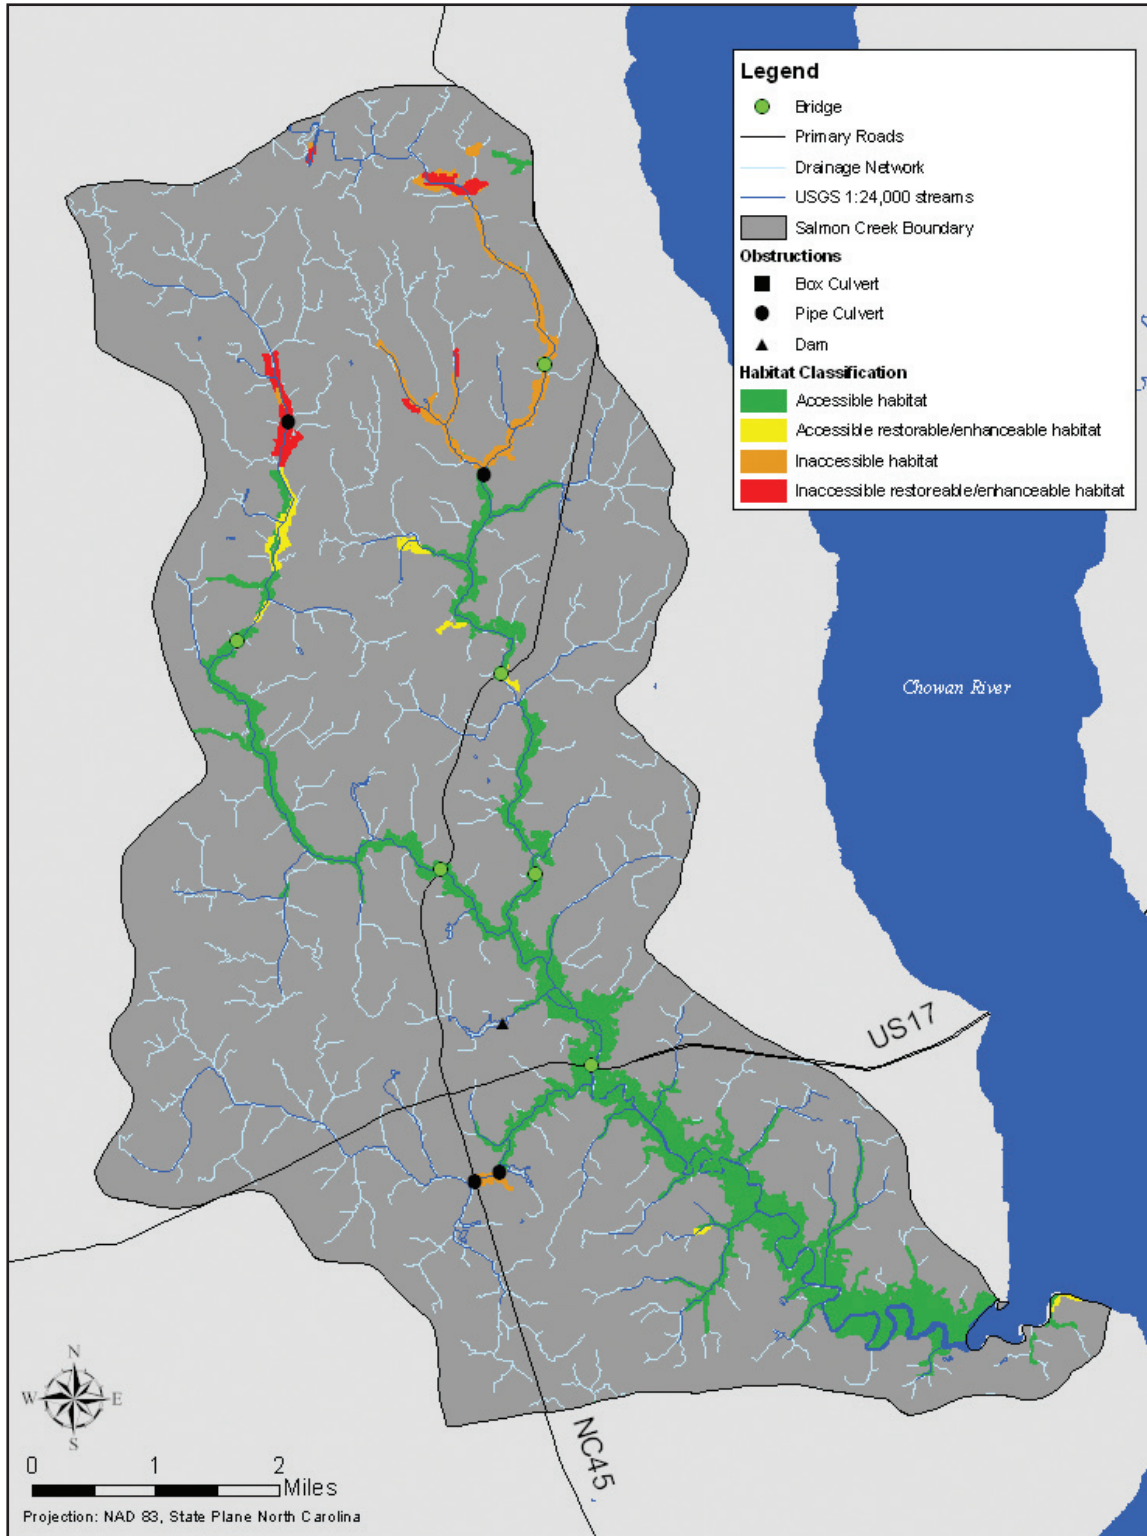 Legend
Bridge
Primary Roads
Drainage Network
USGS 1:24,000 streams
Salmon Creek Boundary
Obstructions
Box Culvert
Pipe Culvert
Dam
Habitat Classification
Accessible habitat
Accessible restorable/enhanceable habitat
Inaccessible habitat
Inaccessible restoreable/enhanceable habitat
Chowan River
US17
NC45
N
W E
S
0 1 2
Miles
Projection: NAD 83, State Plane North Carolina